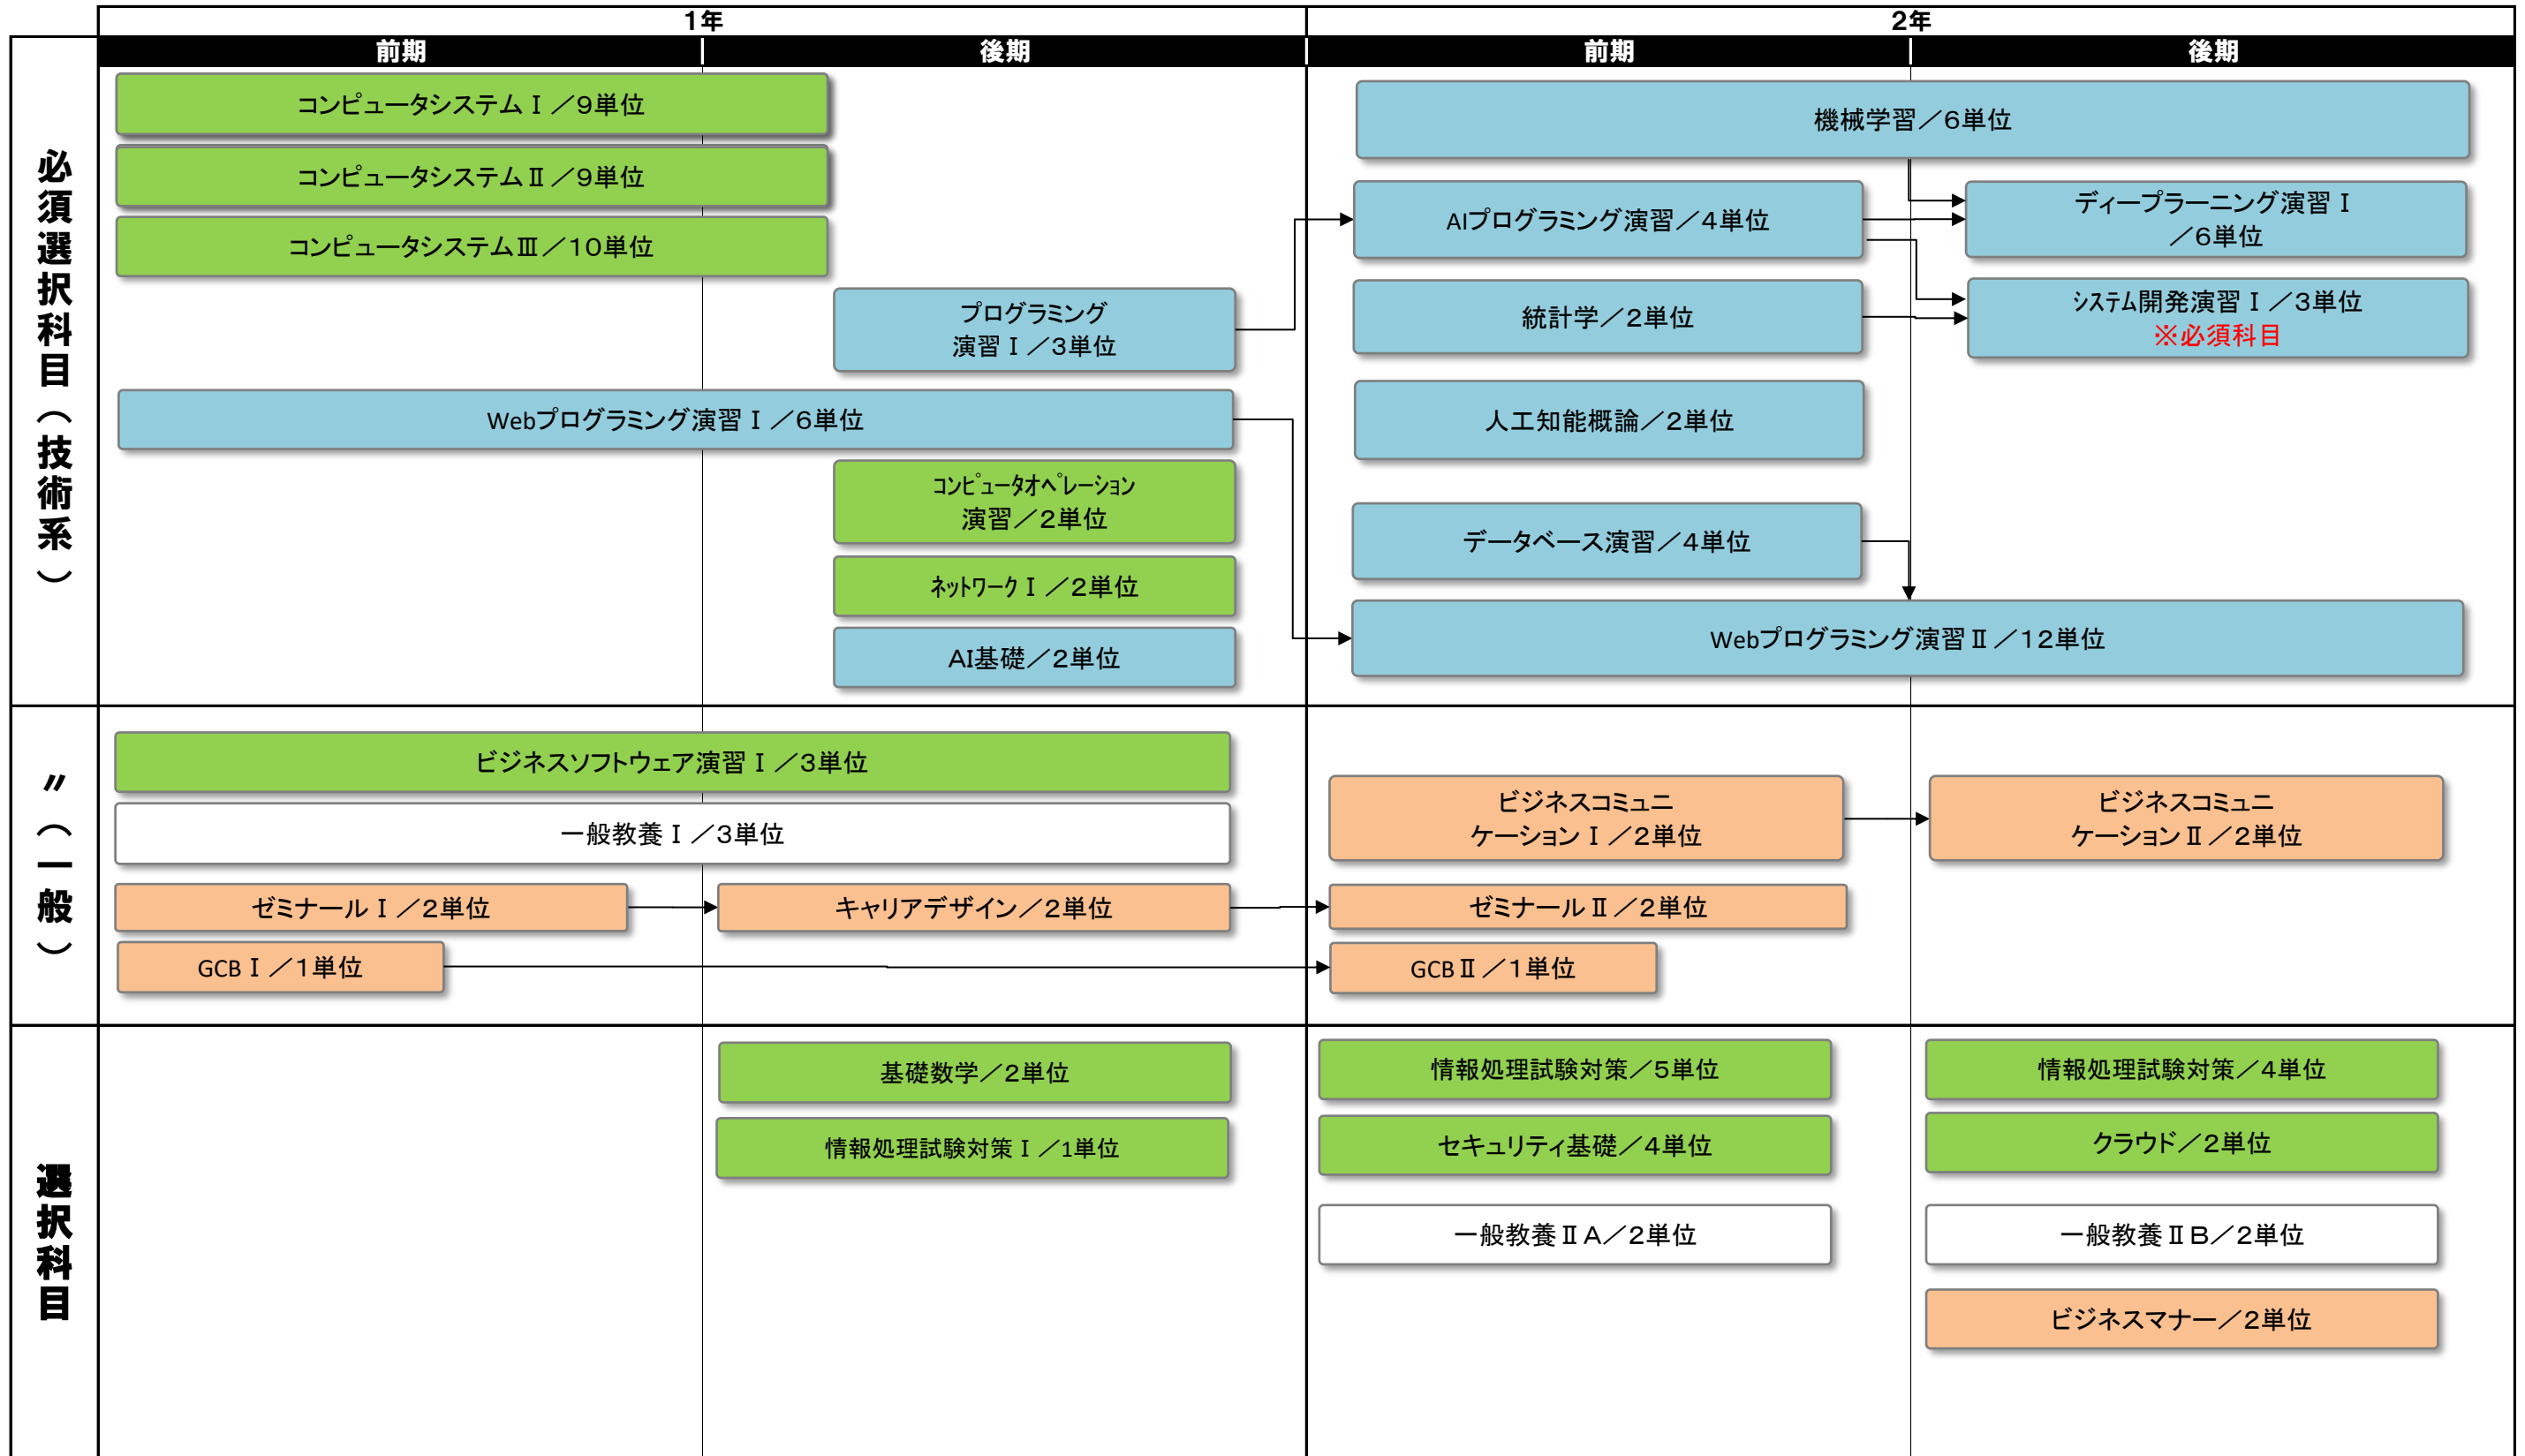 1年
2年
前期
後期
前期
後期
必須選択科目（技術系）
コンピュータシステムⅠ／9単位
コンピュータシステムⅡ／9単位
コンピュータシステムⅢ／10単位
プログラミング
演習Ⅰ／3単位
Webプログラミング演習Ⅰ／6単位
コンピュータオペレーション
演習／2単位
ネットワークⅠ／2単位
AI基礎／2単位
機械学習／6単位
AIプログラミング演習／4単位
ディープラーニング演習Ⅰ
／6単位
統計学／2単位
システム開発演習Ⅰ／3単位
※必須科目
人工知能概論／2単位
データベース演習／4単位
Webプログラミング演習Ⅱ／12単位
〃（一般）
ビジネスソフトウェア演習Ⅰ／3単位
一般教養Ⅰ／3単位
ゼミナールⅠ／2単位
キャリアデザイン／2単位
GCBⅠ／1単位
ビジネスコミュニ
ケーションⅠ／2単位
ビジネスコミュニ
ケーションⅡ／2単位
ゼミナールⅡ／2単位
GCBⅡ／1単位
選択科目
基礎数学／2単位
情報処理試験対策Ⅰ／1単位
情報処理試験対策／5単位
情報処理試験対策／4単位
セキュリティ基礎／4単位
クラウド／2単位
一般教養ⅡA／2単位
一般教養ⅡB／2単位
ビジネスマナー／2単位